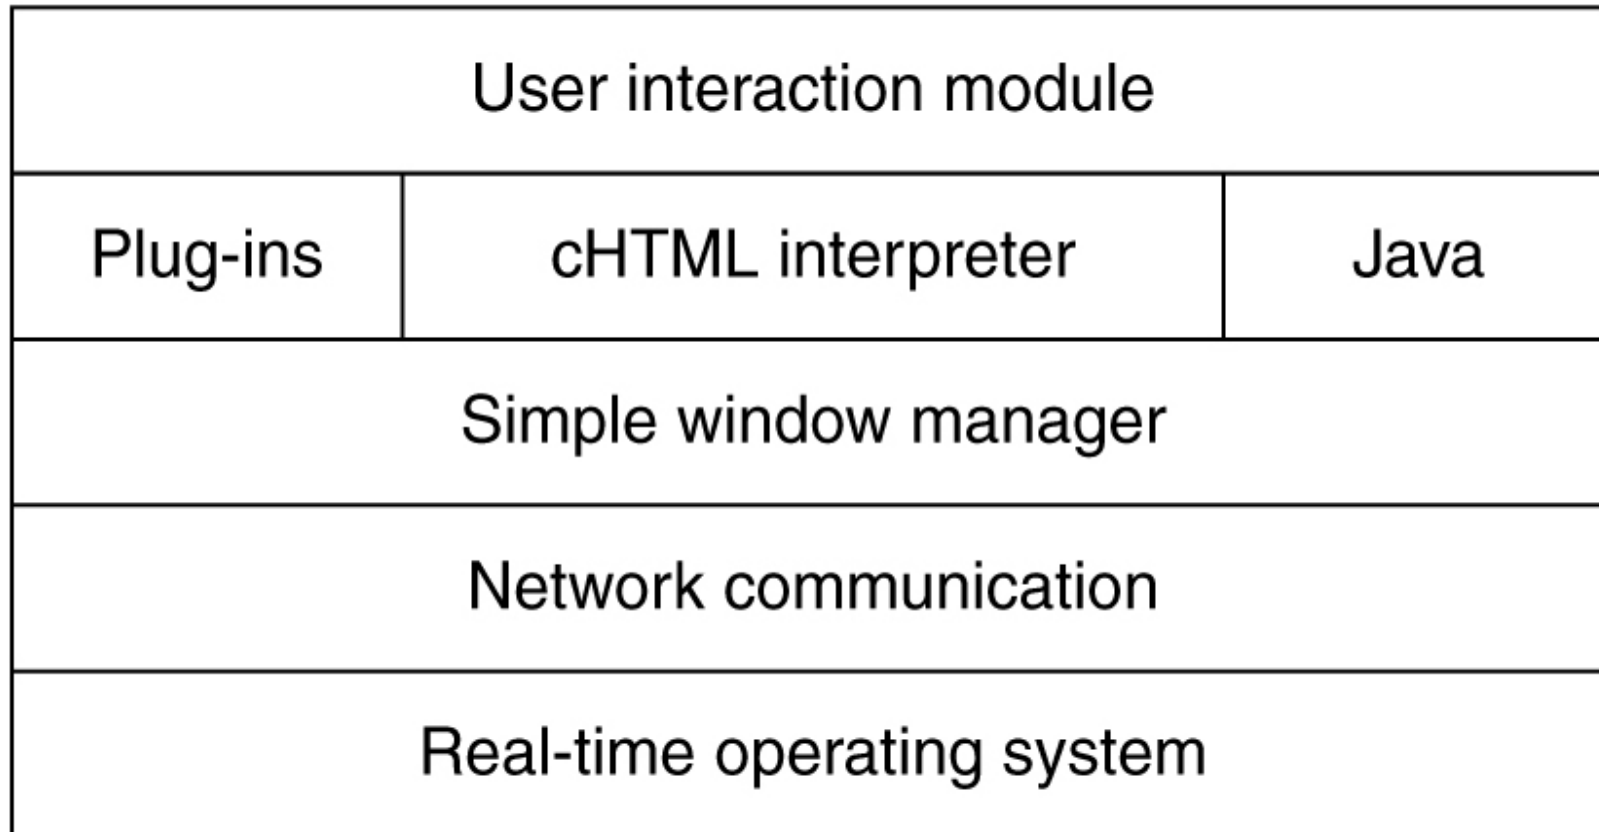 User interaction module
Plug-ins
cHTML interpreter
Java
Simple window manager
Network communication
Real-time operating system